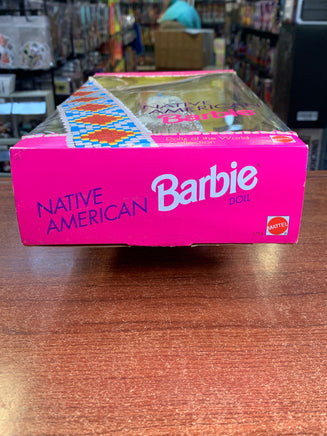 NATIVE
AMERICAN
Barbie
Dolls of the World
Collection
NATIVE
AMERICAN
Barbie
DOLL
MATTEL